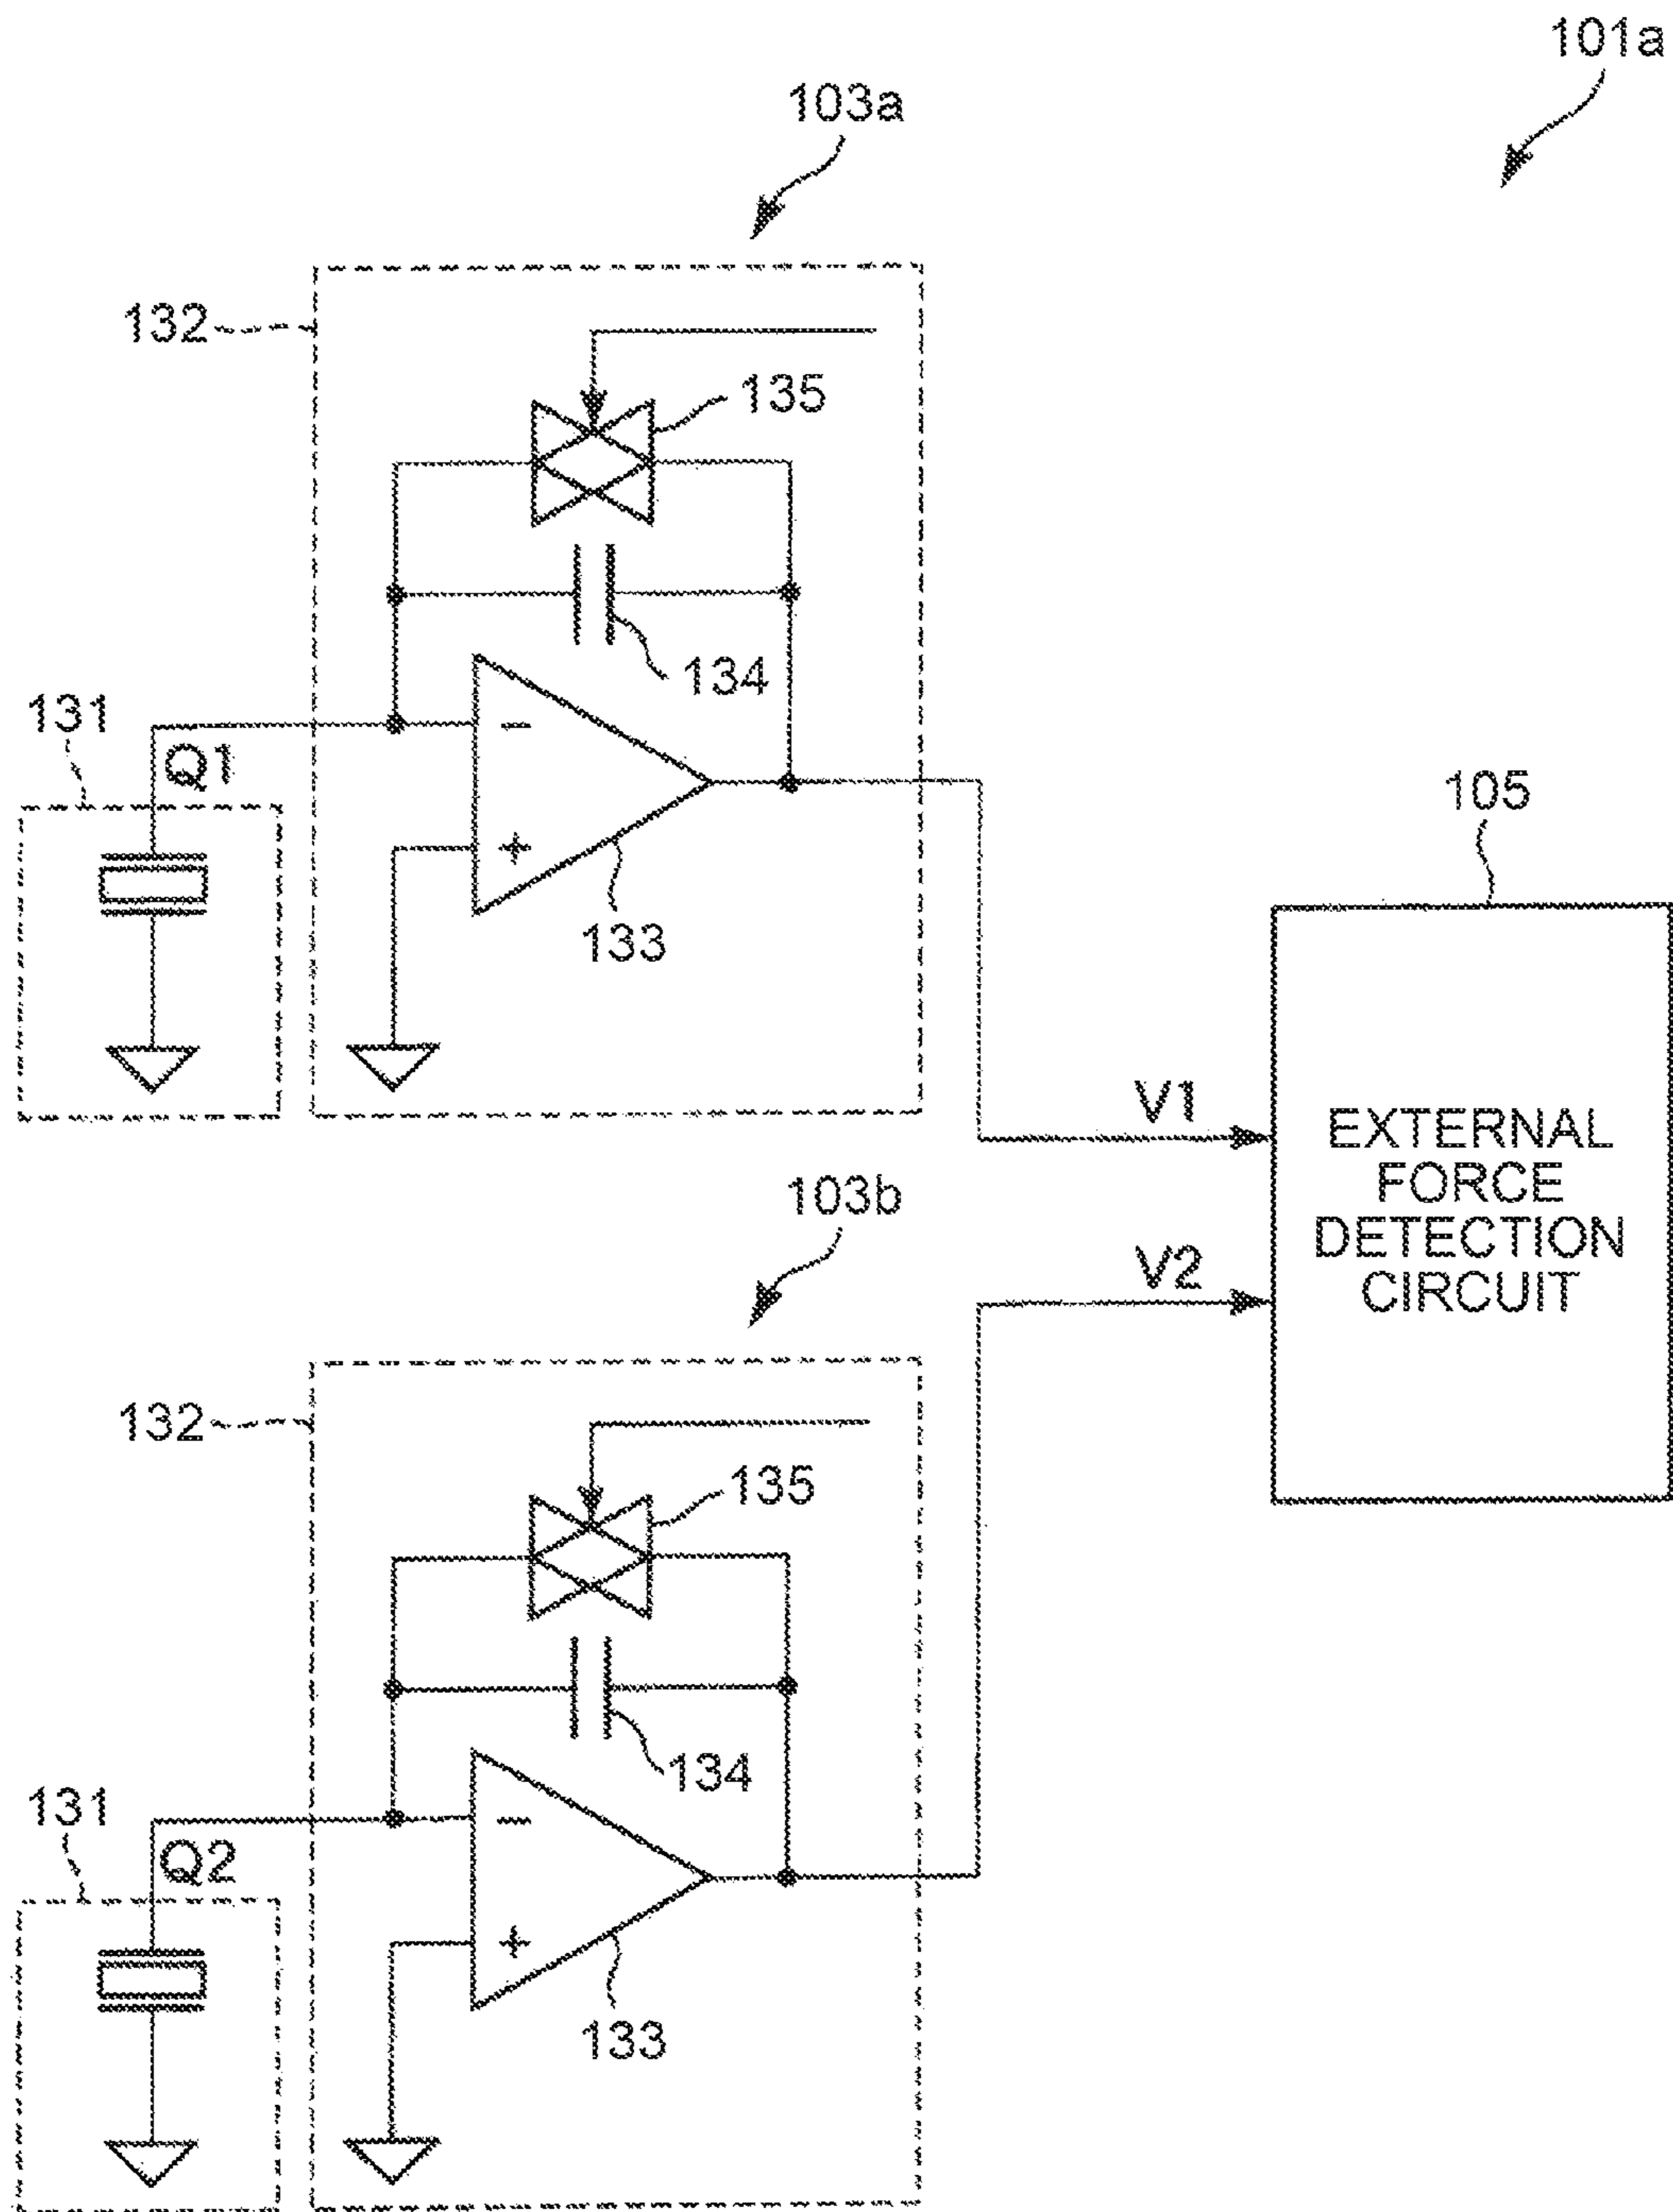 101a
103a
132
135
134
131
Q1
−
+
133
105
V1
EXTERNAL
FORCE
DETECTION
CIRCUIT
103b
V2
132
135
134
131
Q2
−
+
133